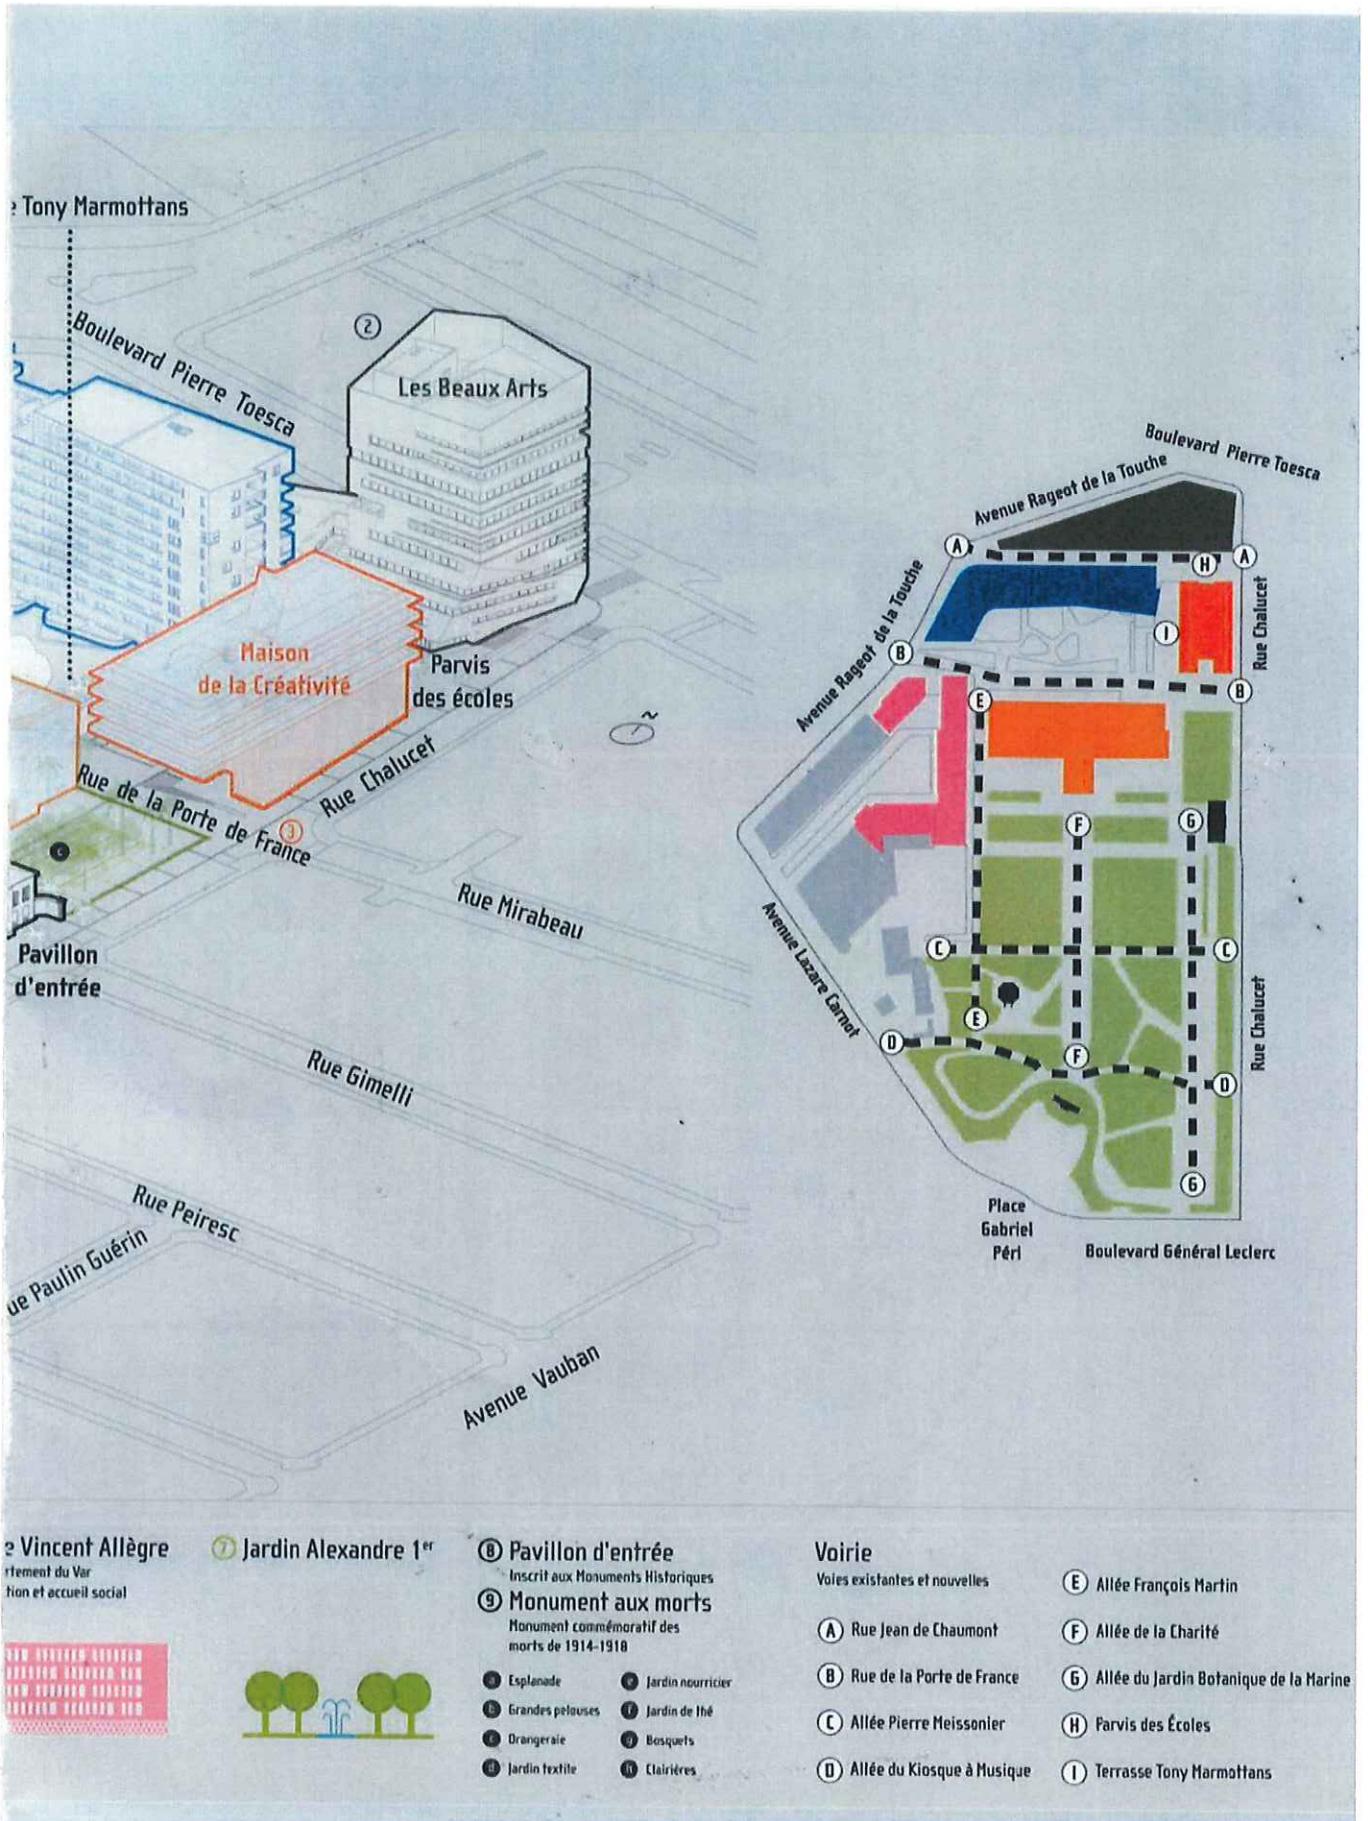 e Tony Marmottans
Boulevard Pierre Toesca
2
Les Beaux Arts
Maison
de la Créativité
Parvis
des écoles
Rue Chalucet
Rue de la Porte de France
3
c
Pavillon
d'entrée
Rue Mirabeau
Rue Gimelli
Rue Peiresc
ue Paulin Guérin
Avenue Vauban
N
Boulevard Pierre Toesca
Avenue Rageot de la Touche
A
A
H
Avenue Rageot de la Touche
Rue Chalucet
I
B
B
E
F
G
C
C
Avenue Lazare Carnot
E
D
F
D
Rue Chalucet
G
Place
Gabriel
Péri
Boulevard Général Leclerc
e Vincent Allègre
rtement du Var
tion et accueil social
7 Jardin Alexandre 1er
8 Pavillon d'entrée
Inscrit aux Monuments Historiques
9 Monument aux morts
Monument commémoratif des
morts de 1914-1918
a Esplanade
b Grandes pelouses
c Orangeraie
d Jardin textile
e Jardin nourricier
f Jardin de thé
g Bosquets
h Clairières
Voirie
Voies existantes et nouvelles
A Rue Jean de Chaumont
B Rue de la Porte de France
C Allée Pierre Meissonier
D Allée du Kiosque à Musique
E Allée François Martin
F Allée de la Charité
G Allée du Jardin Botanique de la Marine
H Parvis des Écoles
I Terrasse Tony Marmottans